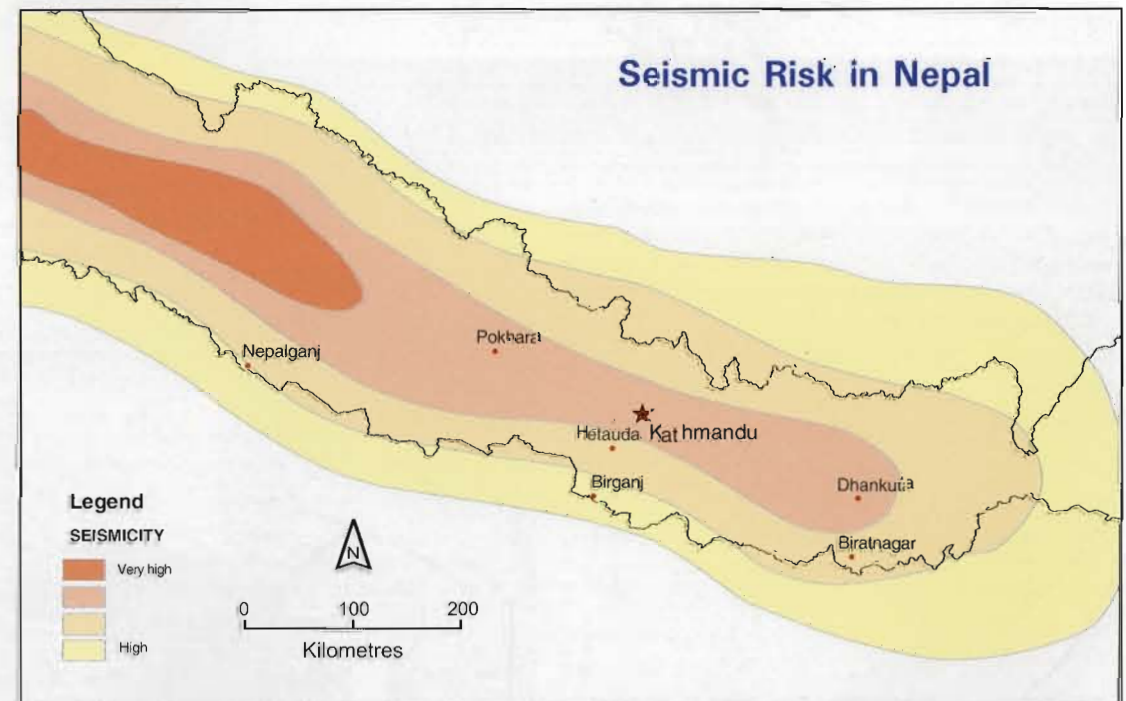 Seismic Risk in Nepal
Pokhara
Nepalganj
Hetauda
Kathmandu
Birganj
Dhankuta
Biratnagar
Legend
SEISMICITY
Very high
High
N
0 100 200
Kilometres